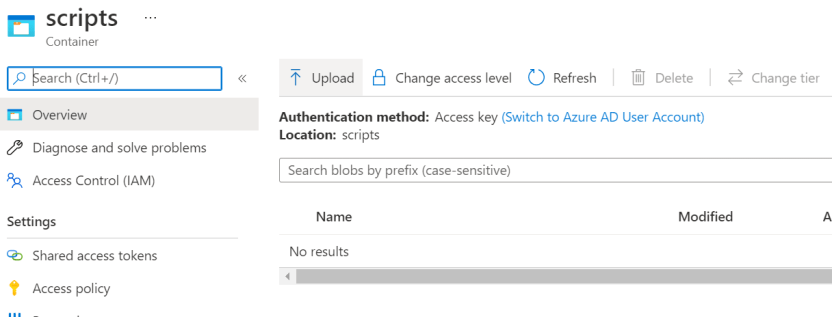 scripts ...
Container
Search (Ctrl+/) «
Upload Change access level Refresh Delete Change tier
Overview
Authentication method: Access key (Switch to Azure AD User Account)
Location: scripts
Diagnose and solve problems
Search blobs by prefix (case-sensitive)
Access Control (IAM)
Settings
Name Modified A
No results
Shared access tokens
Access policy